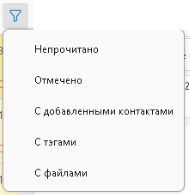 Непрочитано
Отмечено
С добавленными контактами
С тэгами
С файлами